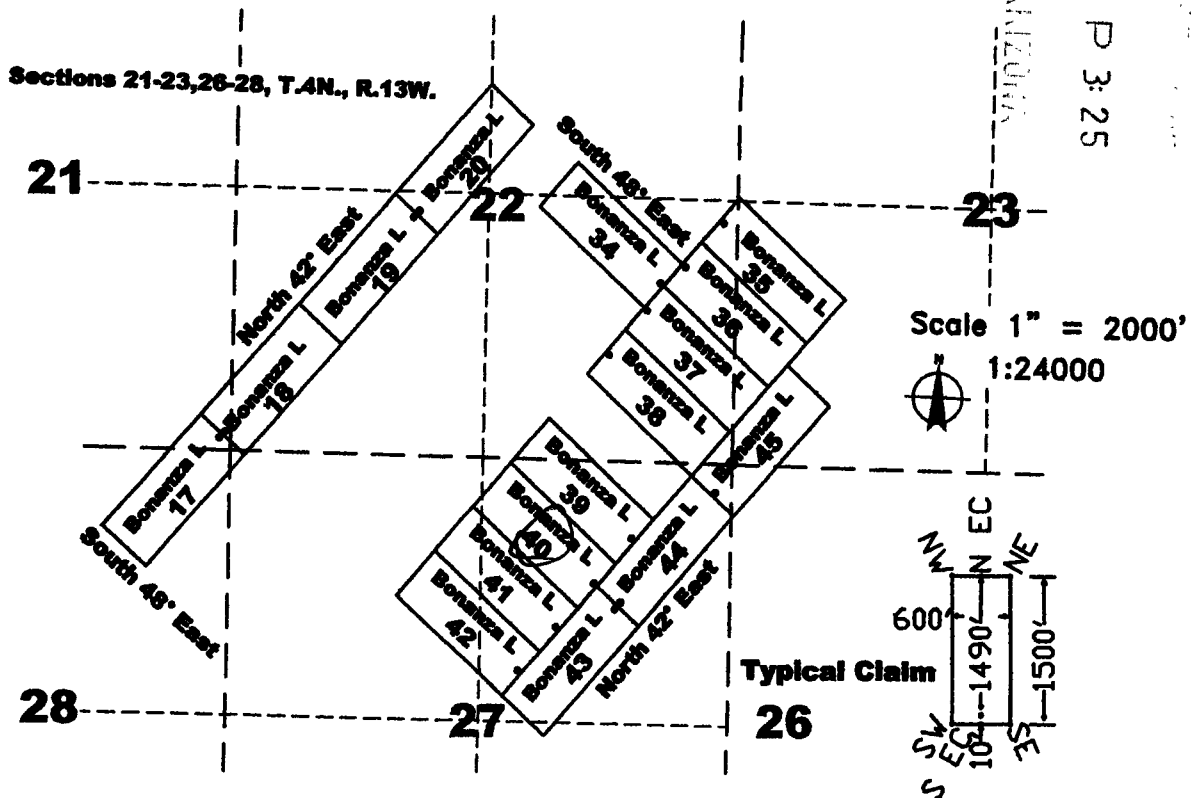 P 3:25
Sections 21-23,26-28, T.4N., R.13W.
21
22
23
South 48° East
North 42° East
Bonanza L
20
Bonanza L
19
Bonanza L
18
Bonanza L
17
South 48° East
Bonanza L
34
Bonanza L
35
Bonanza L
36
Bonanza L
37
Bonanza L
38
Bonanza L
45
Bonanza L
39
Bonanza L
40
Bonanza L
41
Bonanza L
42
Bonanza L
44
Bonanza L
43
North 42° East
Scale 1" = 2000'
1:24000
N
28
27
26
Typical Claim
NW
N EC
NE
600'
1490'
1500'
10'
SW
S EC
SE